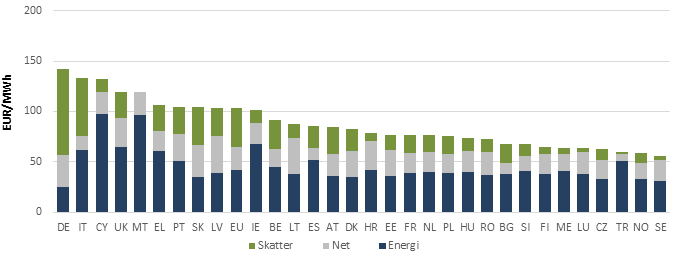 200
150
100
50
0
EUR/MWh
DE IT CY UK MT EL PT SK LV EU IE BE LT ES AT DK HR EE FR NL PL HU RO BG SI FI ME LU CZ TR NO SE
Skatter Net Energi